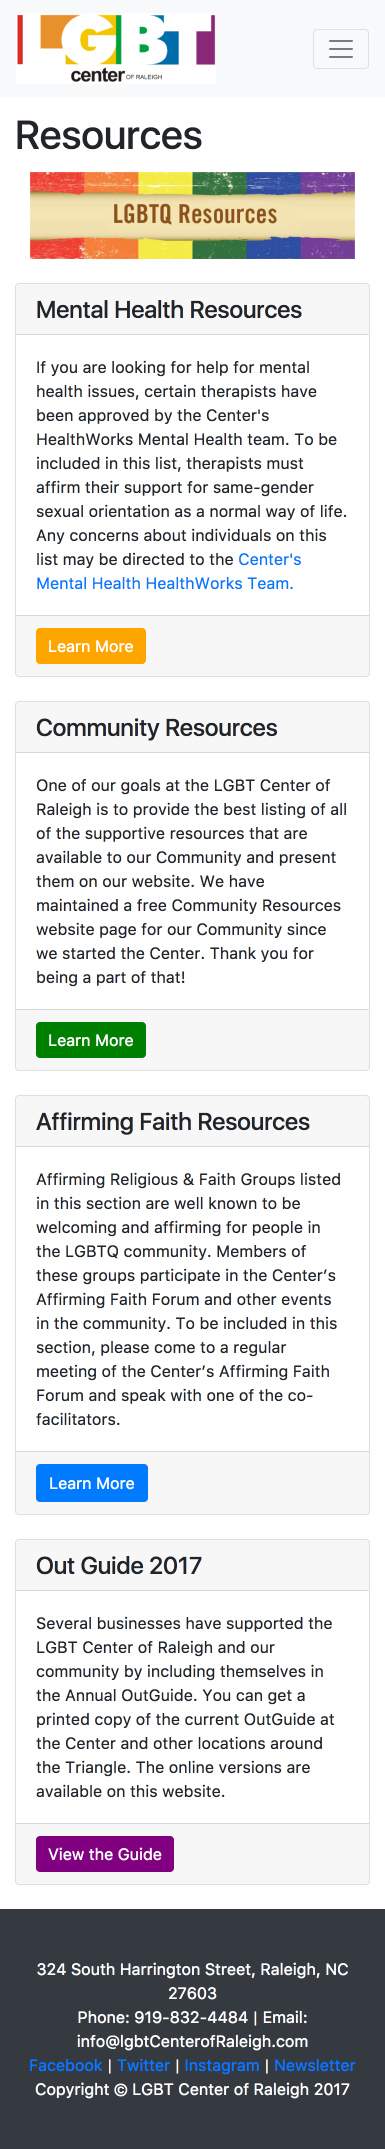 LGBT
center OF RALEIGH
Resources
LGBTQ Resources
Mental Health Resources
If you are looking for help for mental
health issues, certain therapists have
been approved by the Center's
HealthWorks Mental Health team. To be
included in this list, therapists must
affirm their support for same-gender
sexual orientation as a normal way of life.
Any concerns about individuals on this
list may be directed to the Center's
Mental Health HealthWorks Team.
Learn More
Community Resources
One of our goals at the LGBT Center of
Raleigh is to provide the best listing of all
of the supportive resources that are
available to our Community and present
them on our website. We have
maintained a free Community Resources
website page for our Community since
we started the Center. Thank you for
being a part of that!
Learn More
Affirming Faith Resources
Affirming Religious & Faith Groups listed
in this section are well known to be
welcoming and affirming for people in
the LGBTQ community. Members of
these groups participate in the Center’s
Affirming Faith Forum and other events
in the community. To be included in this
section, please come to a regular
meeting of the Center’s Affirming Faith
Forum and speak with one of the co-
facilitators.
Learn More
Out Guide 2017
Several businesses have supported the
LGBT Center of Raleigh and our
community by including themselves in
the Annual OutGuide. You can get a
printed copy of the current OutGuide at
the Center and other locations around
the Triangle. The online versions are
available on this website.
View the Guide
324 South Harrington Street, Raleigh, NC
27603
Phone: 919-832-4484 | Email:
info@lgbtCenterofRaleigh.com
Facebook | Twitter | Instagram | Newsletter
Copyright © LGBT Center of Raleigh 2017